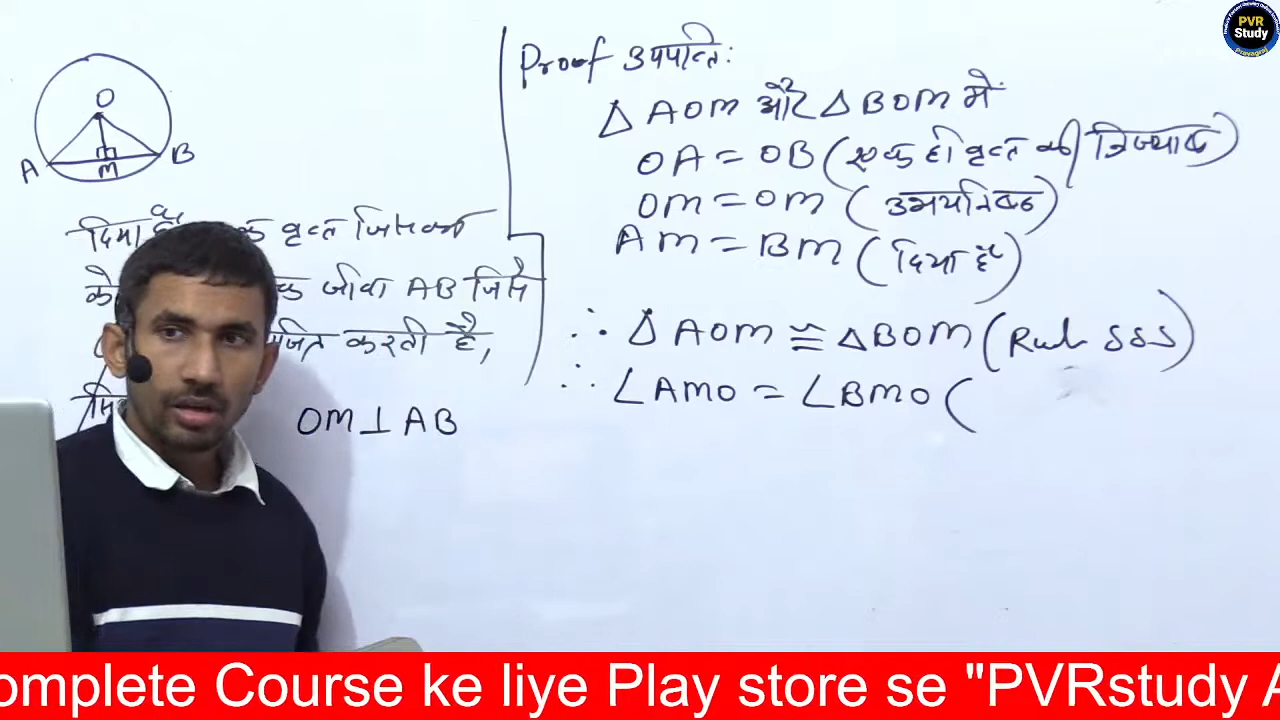 PVR
Study
Prayagraj
O
A
B
M
Proof उपपत्ति:
△ AOM और △ BOM में
OA = OB (एक ही वृत्त की त्रिज्याएं)
OM = OM (उभयनिष्ठ)
AM = BM (दिया है)
∴ △ AOM ≅ △BOM (Rule SSS)
∴ ∠AMO = ∠BMO (
दिया है वृत्त जिसका
जीवा AB जिसे
करती है,
OM⊥AB
omplete Course ke liye Play store se "PVRstudy A